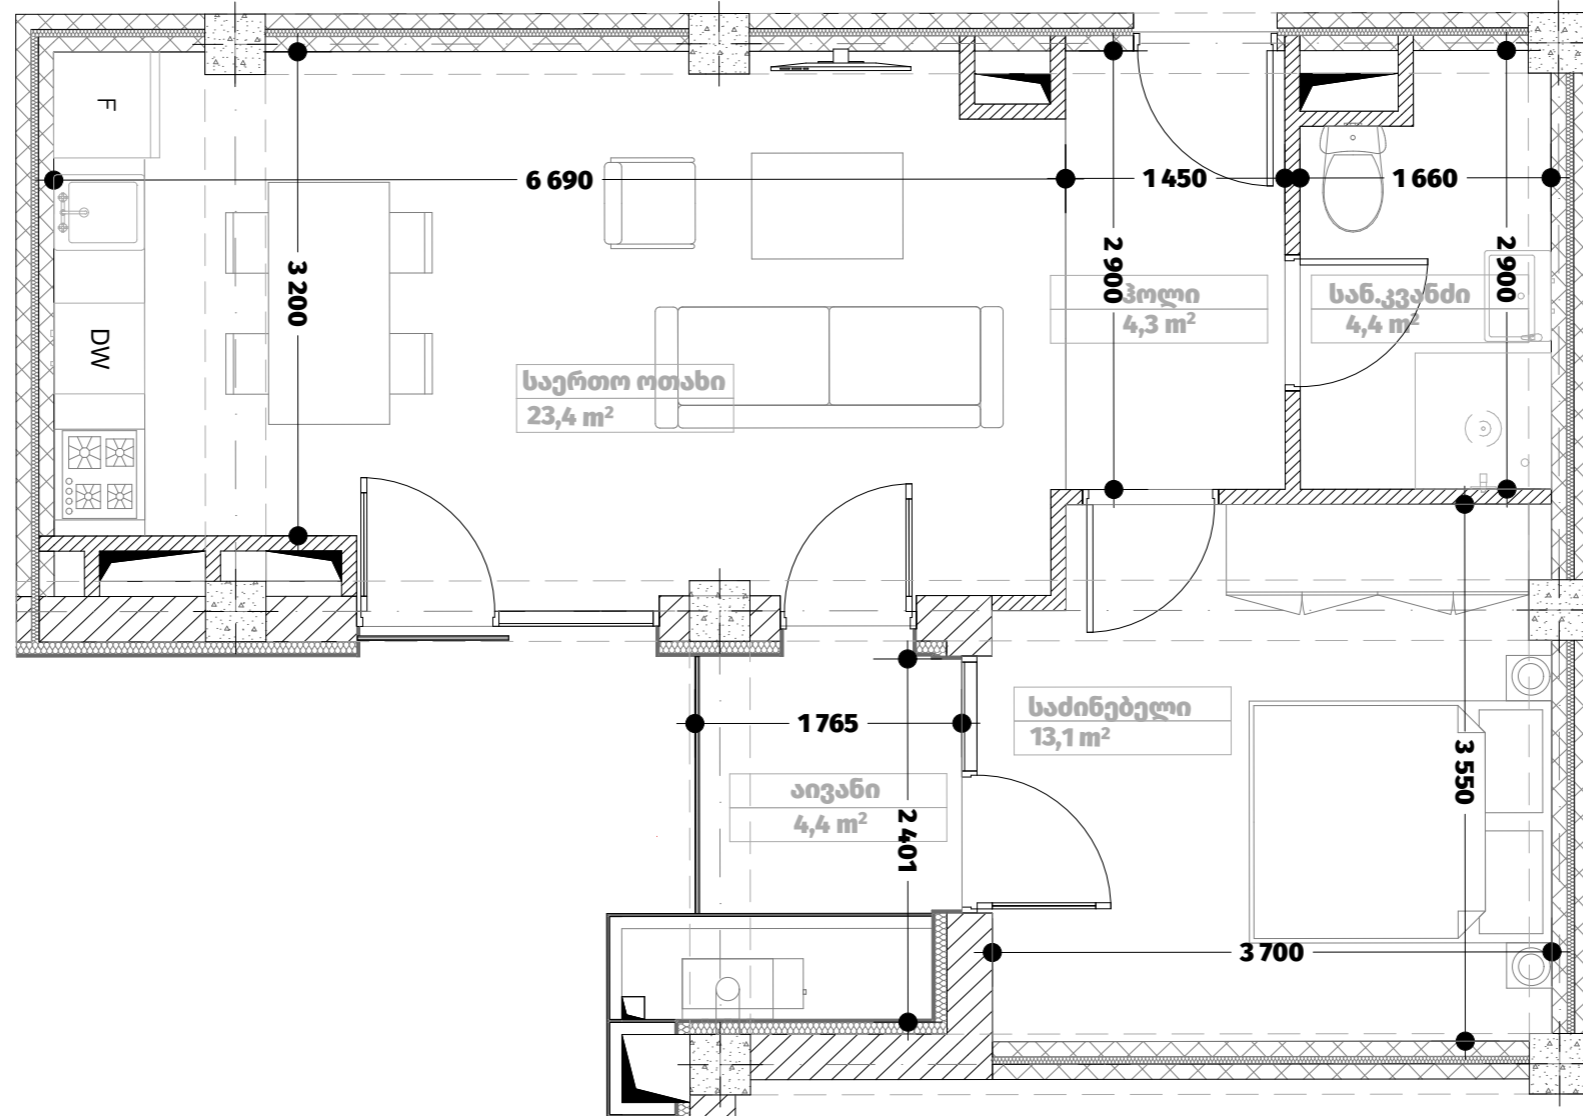 F
6 690
1 450
1 660
3 200
2 900
2 900
ჰოლი
4,3 m²
სან.კვანძი
4,4 m²
DW
საერთო ოთახი
23,4 m²
საძინებელი
13,1 m²
1 765
3 550
აივანი
4,4 m²
2 401
3 700